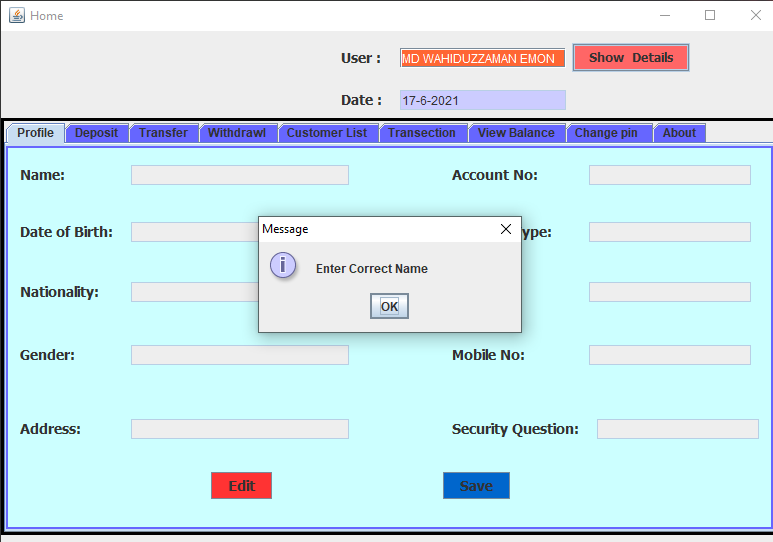 Home
User :
MD WAHIDUZZAMAN EMON
Show Details
Date :
17-6-2021
Profile Deposit Transfer Withdrawl Customer List Transection View Balance Change pin About
Name:
Account No:
Date of Birth:
ype:
Message
Enter Correct Name
OK
Nationality:
Gender:
Mobile No:
Address:
Security Question:
Edit
Save